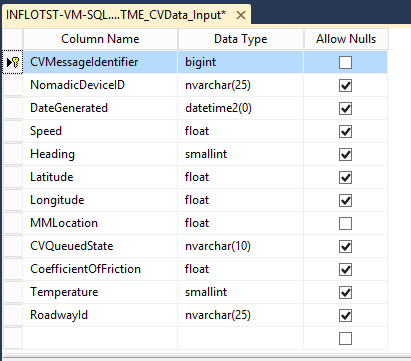 INFLOTST-VM-SQL....TME_CVData_Input* ×
Column Name Data Type Allow Nulls
CVMessageIdentifier bigint
NomadicDeviceID nvarchar(25)
DateGenerated datetime2(0)
Speed float
Heading smallint
Latitude float
Longitude float
MMLocation float
CVQueuedState nvarchar(10)
CoefficientOfFriction float
Temperature smallint
RoadwayId nvarchar(25)